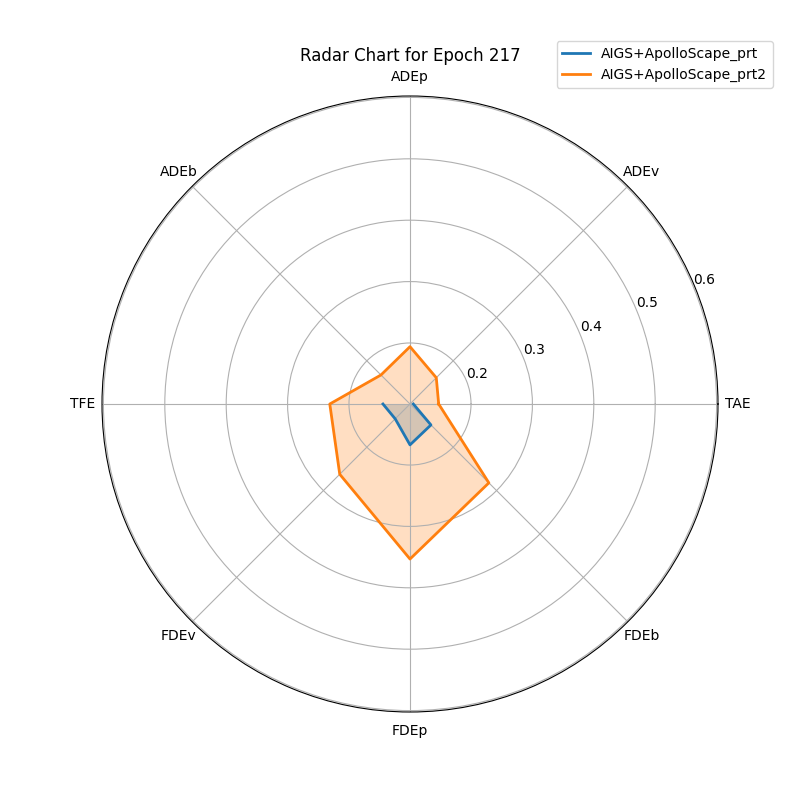 Radar Chart for Epoch 217
AIGS+ApolloScape_prt
AIGS+ApolloScape_prt2
ADEp
ADEb
ADEv
0.6
0.5
0.4
0.3
0.2
TFE
TAE
FDEv
FDEb
FDEp